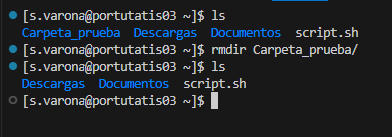 [s.varona@portutatis03 ~]$ ls
Carpeta_prueba Descargas Documentos script.sh
[s.varona@portutatis03 ~]$ rmdir Carpeta_prueba/
[s.varona@portutatis03 ~]$ ls
Descargas Documentos script.sh
[s.varona@portutatis03 ~]$